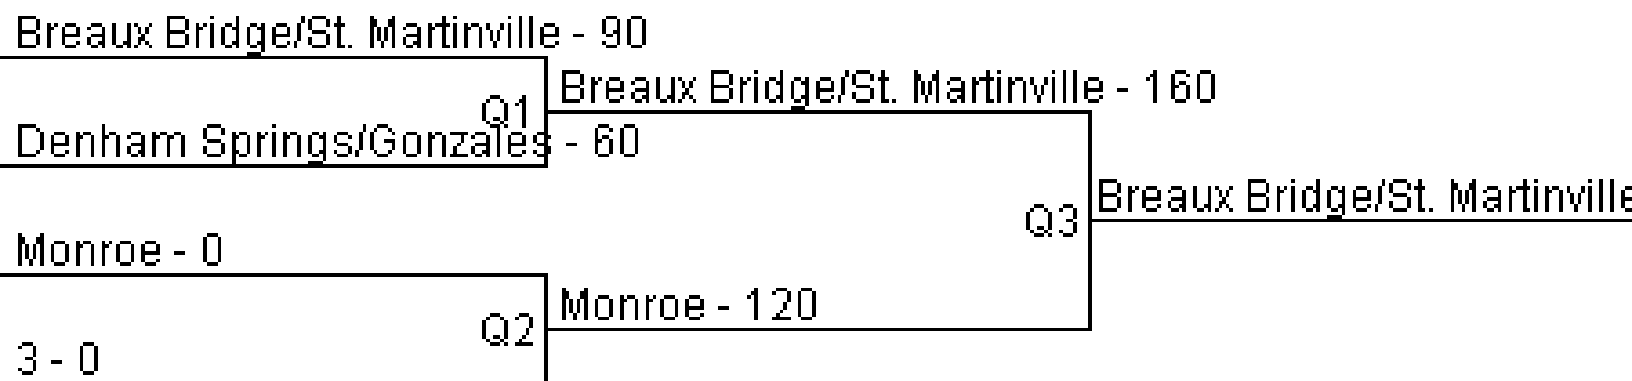 Breaux Bridge/St. Martinville - 90
Breaux Bridge/St. Martinville - 160
Q1
Denham Springs/Gonzales - 60
Breaux Bridge/St. Martinville
Q3
Monroe - 0
Monroe - 120
Q2
3 - 0